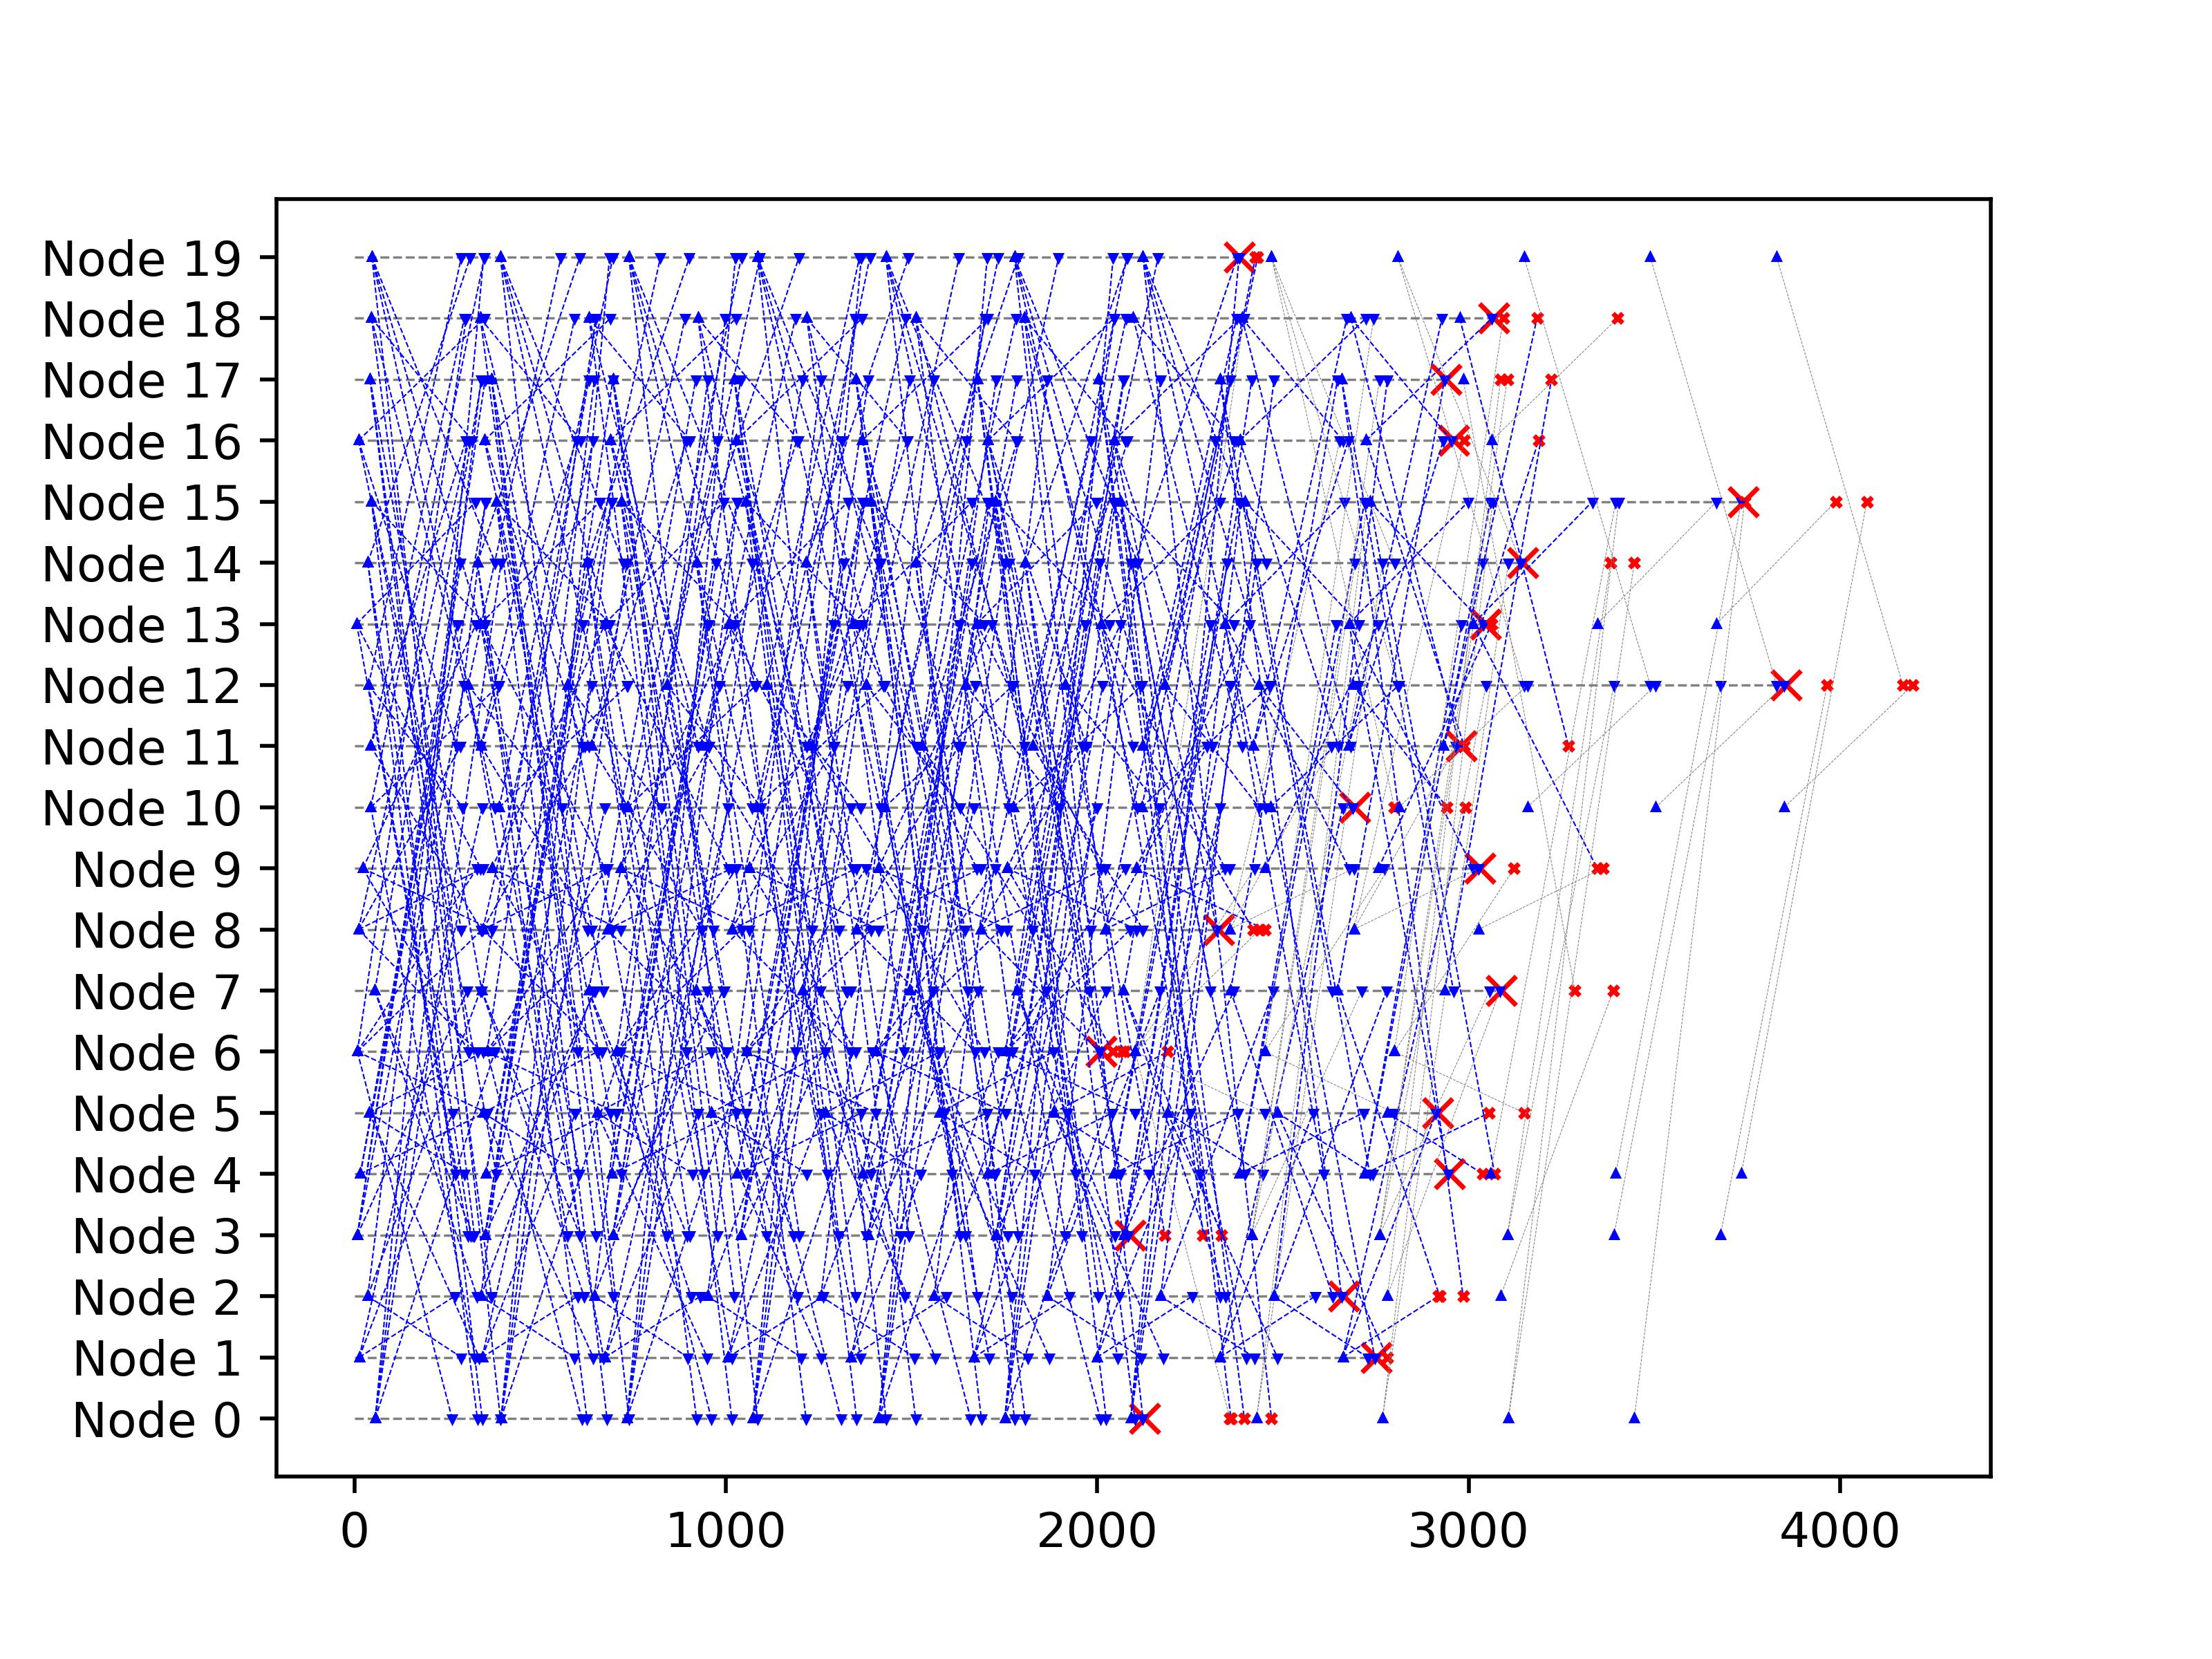 Node 19
Node 18
Node 17
Node 16
Node 15
Node 14
Node 13
Node 12
Node 11
Node 10
Node 9
Node 8
Node 7
Node 6
Node 5
Node 4
Node 3
Node 2
Node 1
Node 0
0 1000 2000 3000 4000